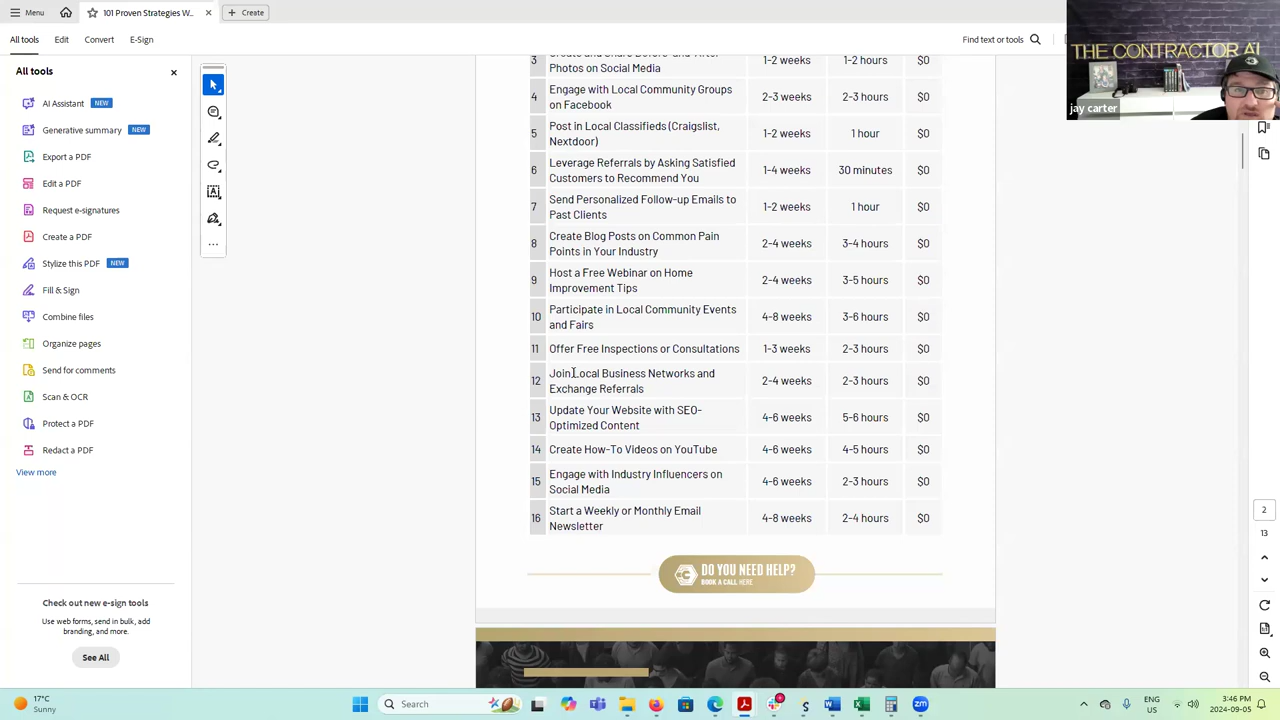 Menu
101 Proven Strategies W...
Create
All tools
Edit
Convert
E-Sign
Find text or tools
THE CONTRACTOR AI
jay carter
All tools
AI Assistant NEW
Generative summary NEW
Export a PDF
Edit a PDF
Request e-signatures
Create a PDF
Stylize this PDF NEW
Fill & Sign
Combine files
Organize pages
Send for comments
Scan & OCR
Protect a PDF
Redact a PDF
View more
Check out new e-sign tools
Use web forms, send in bulk, add
branding, and more.
See All
3
Photos on Social Media
1-2 weeks
2 hours
$0
4
Engage with Local Community Groups
on Facebook
2-3 weeks
2-3 hours
$0
5
Post in Local Classifieds (Craigslist,
Nextdoor)
1-2 weeks
1 hour
$0
6
Leverage Referrals by Asking Satisfied
Customers to Recommend You
1-4 weeks
30 minutes
$0
7
Send Personalized Follow-up Emails to
Past Clients
1-2 weeks
1 hour
$0
8
Create Blog Posts on Common Pain
Points in Your Industry
2-4 weeks
3-4 hours
$0
9
Host a Free Webinar on Home
Improvement Tips
2-4 weeks
3-5 hours
$0
10
Participate in Local Community Events
and Fairs
4-8 weeks
3-6 hours
$0
11
Offer Free Inspections or Consultations
1-3 weeks
2-3 hours
$0
12
Join Local Business Networks and
Exchange Referrals
2-4 weeks
2-3 hours
$0
13
Update Your Website with SEO-
Optimized Content
4-6 weeks
5-6 hours
$0
14
Create How-To Videos on YouTube
4-6 weeks
4-5 hours
$0
15
Engage with Industry Influencers on
Social Media
4-6 weeks
2-3 hours
$0
16
Start a Weekly or Monthly Email
Newsletter
4-8 weeks
2-4 hours
$0
DO YOU NEED HELP?
BOOK A CALL HERE
2
13
17°C
Sunny
Search
ENG
US
3:46 PM
2024-09-05